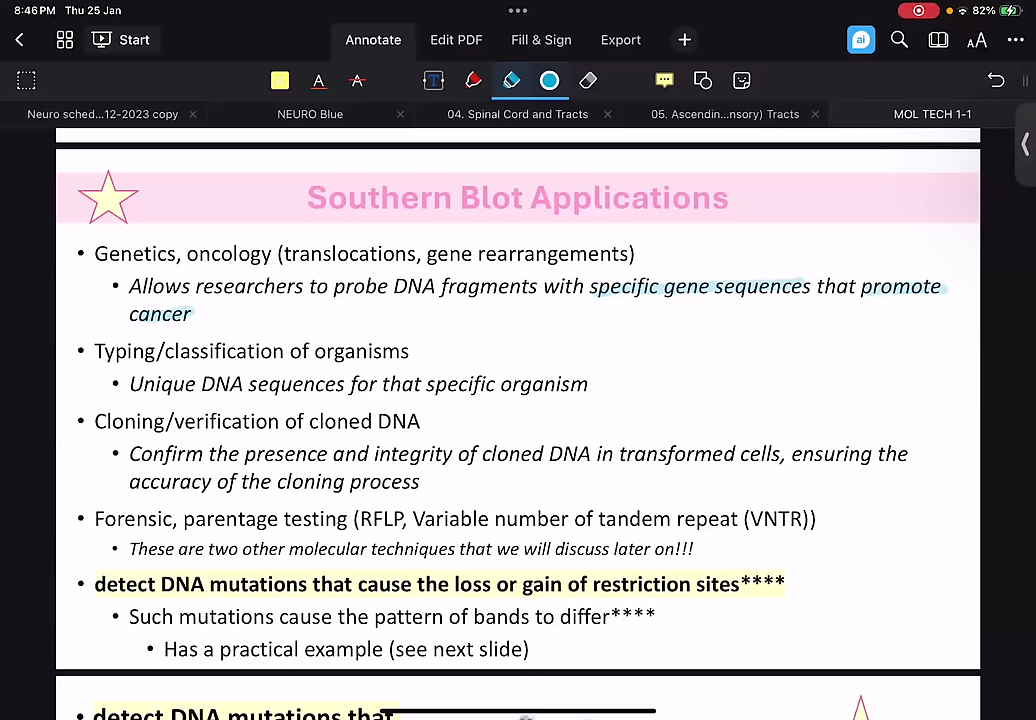 8:46 PM Thu 25 Jan
82%
Start
Annotate
Edit PDF
Fill & Sign
Export
ai
AA
T
A
A
Neuro sched...12-2023 copy
NEURO Blue
04. Spinal Cord and Tracts
05. Ascendin...nsory) Tracts
MOL TECH 1-1
Southern Blot Applications
• Genetics, oncology (translocations, gene rearrangements)
• Allows researchers to probe DNA fragments with specific gene sequences that promote
cancer
• Typing/classification of organisms
• Unique DNA sequences for that specific organism
• Cloning/verification of cloned DNA
• Confirm the presence and integrity of cloned DNA in transformed cells, ensuring the
accuracy of the cloning process
• Forensic, parentage testing (RFLP, Variable number of tandem repeat (VNTR))
• These are two other molecular techniques that we will discuss later on!!!
• detect DNA mutations that cause the loss or gain of restriction sites****
• Such mutations cause the pattern of bands to differ****
• Has a practical example (see next slide)
• detect DNA mutations that